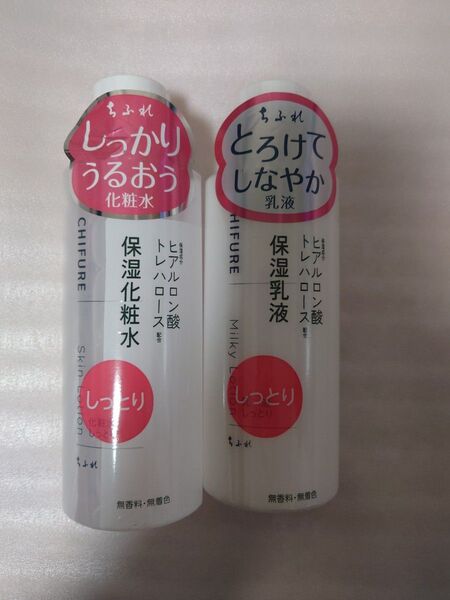 ちふれ
しっかり
うるおう
化粧水
CHIFURE
Skin Lotion
保湿成分
ヒアルロン酸
トレハロース 配合
保湿化粧水
しっとり
ちふれ
無香料・無着色
ちふれ
とろけて
しなやか
乳液
CHIFURE
Milky Lotion
保湿成分
ヒアルロン酸
トレハロース 配合
保湿乳液
しっとり
しっとり
ちふれ
無香料・無着色